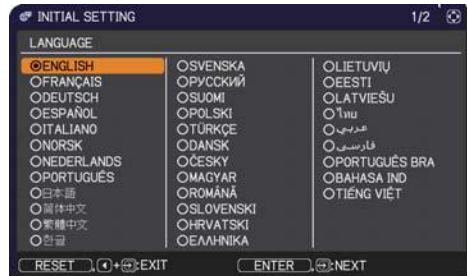 INITIAL SETTING 1/2
LANGUAGE
ENGLISH
FRANÇAIS
DEUTSCH
ESPAÑOL
ITALIANO
NORSK
NEDERLANDS
PORTUGUÊS
日本語
简体中文
繁體中文
한글
SVENSKA
РУССКИЙ
SUOMI
POLSKI
TÜRKÇE
DANSK
ČESKY
MAGYAR
ROMÂNĂ
SLOVENSKI
HRVATSKI
ΕΛΛΗΝΙΚΑ
LIETUVIŲ
EESTI
LATVIEŠU
ไทย
عربي
فارسی
PORTUGUÊS BRA
BAHASA IND
TIẾNG VIỆT
RESET , + :EXIT ENTER , :NEXT